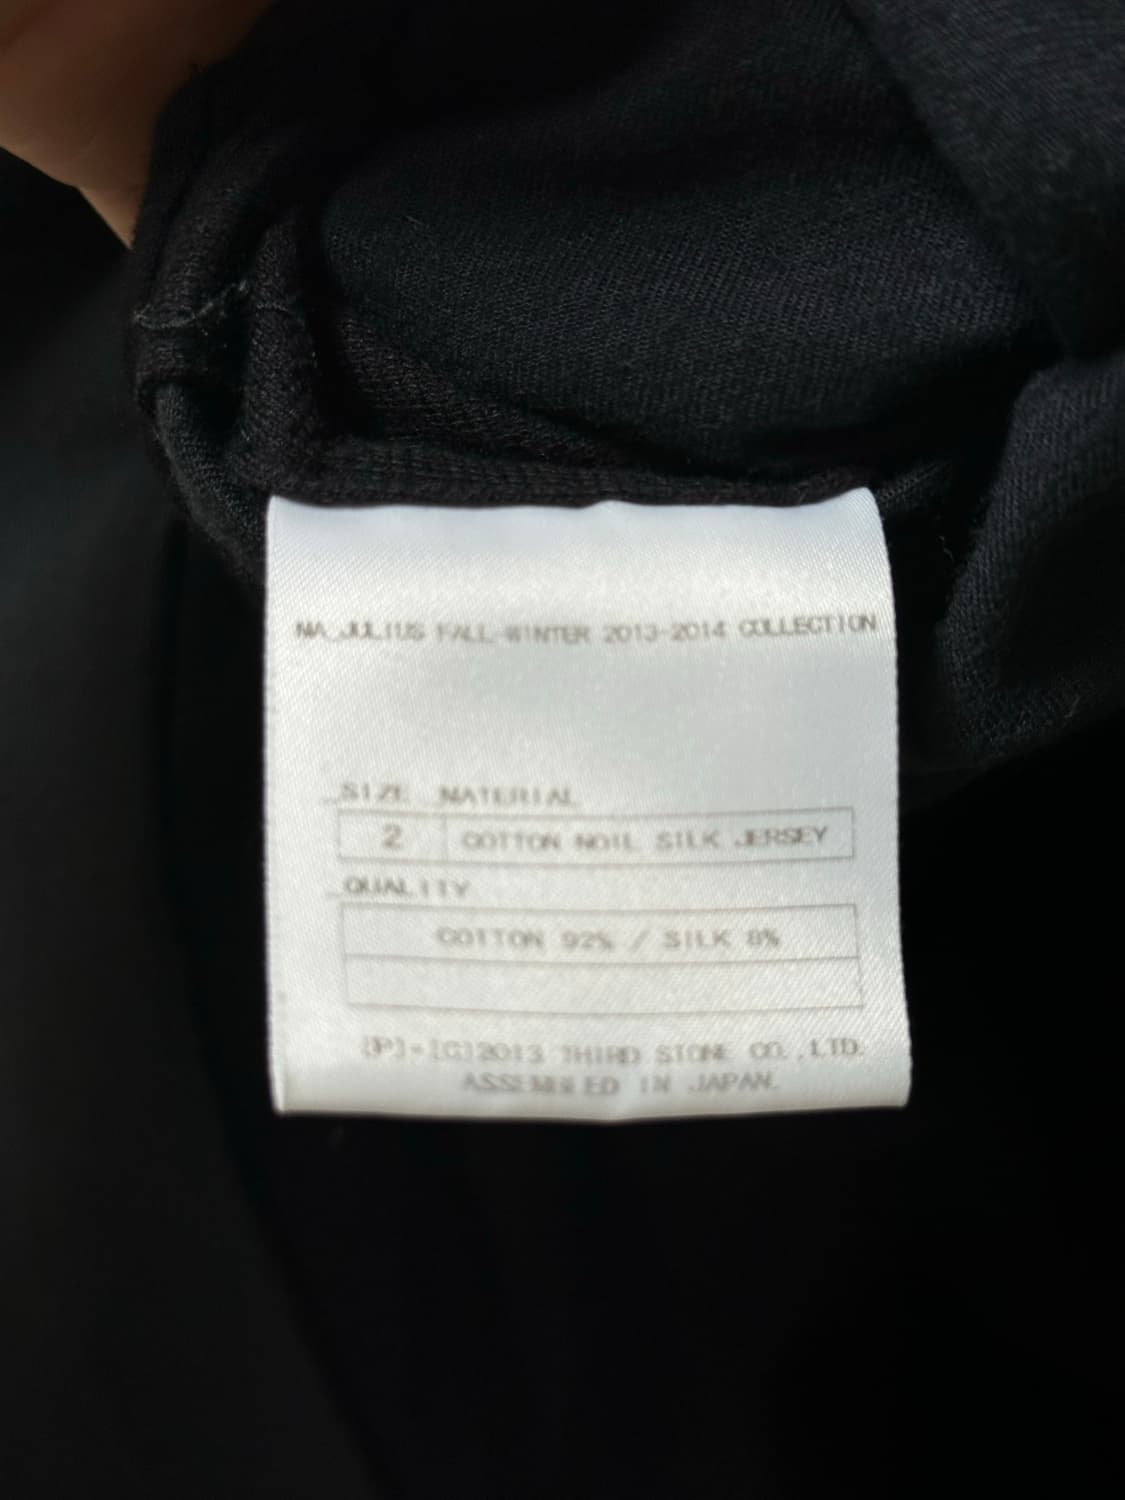 MA_JULIUS FALL-WINTER 2013-2014 COLLECTION
_SIZE _MATERIAL
2 COTTON NOIL SILK JERSEY
_QUALITY
COTTON 92% / SILK 8%
[P]+[C]2013 THIRD STONE CO.,LTD.
ASSEMBLED IN JAPAN.